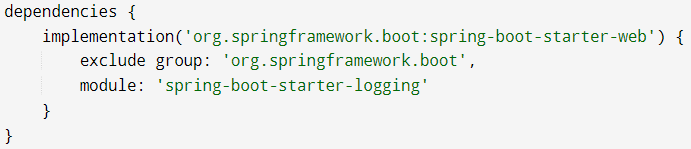 dependencies {
    implementation('org.springframework.boot:spring-boot-starter-web') {
        exclude group: 'org.springframework.boot',
        module: 'spring-boot-starter-logging'
    }
}